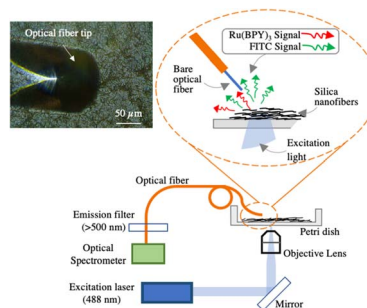 Optical fiber tip
50 µm
Ru(BPY)₃ Signal
FITC Signal
Bare
optical
fiber
Silica
nanofibers
Excitation
light
Optical fiber
Emission filter
(>500 nm)
Petri dish
Optical
Spectrometer
Objective Lens
Excitation laser
(488 nm)
Mirror